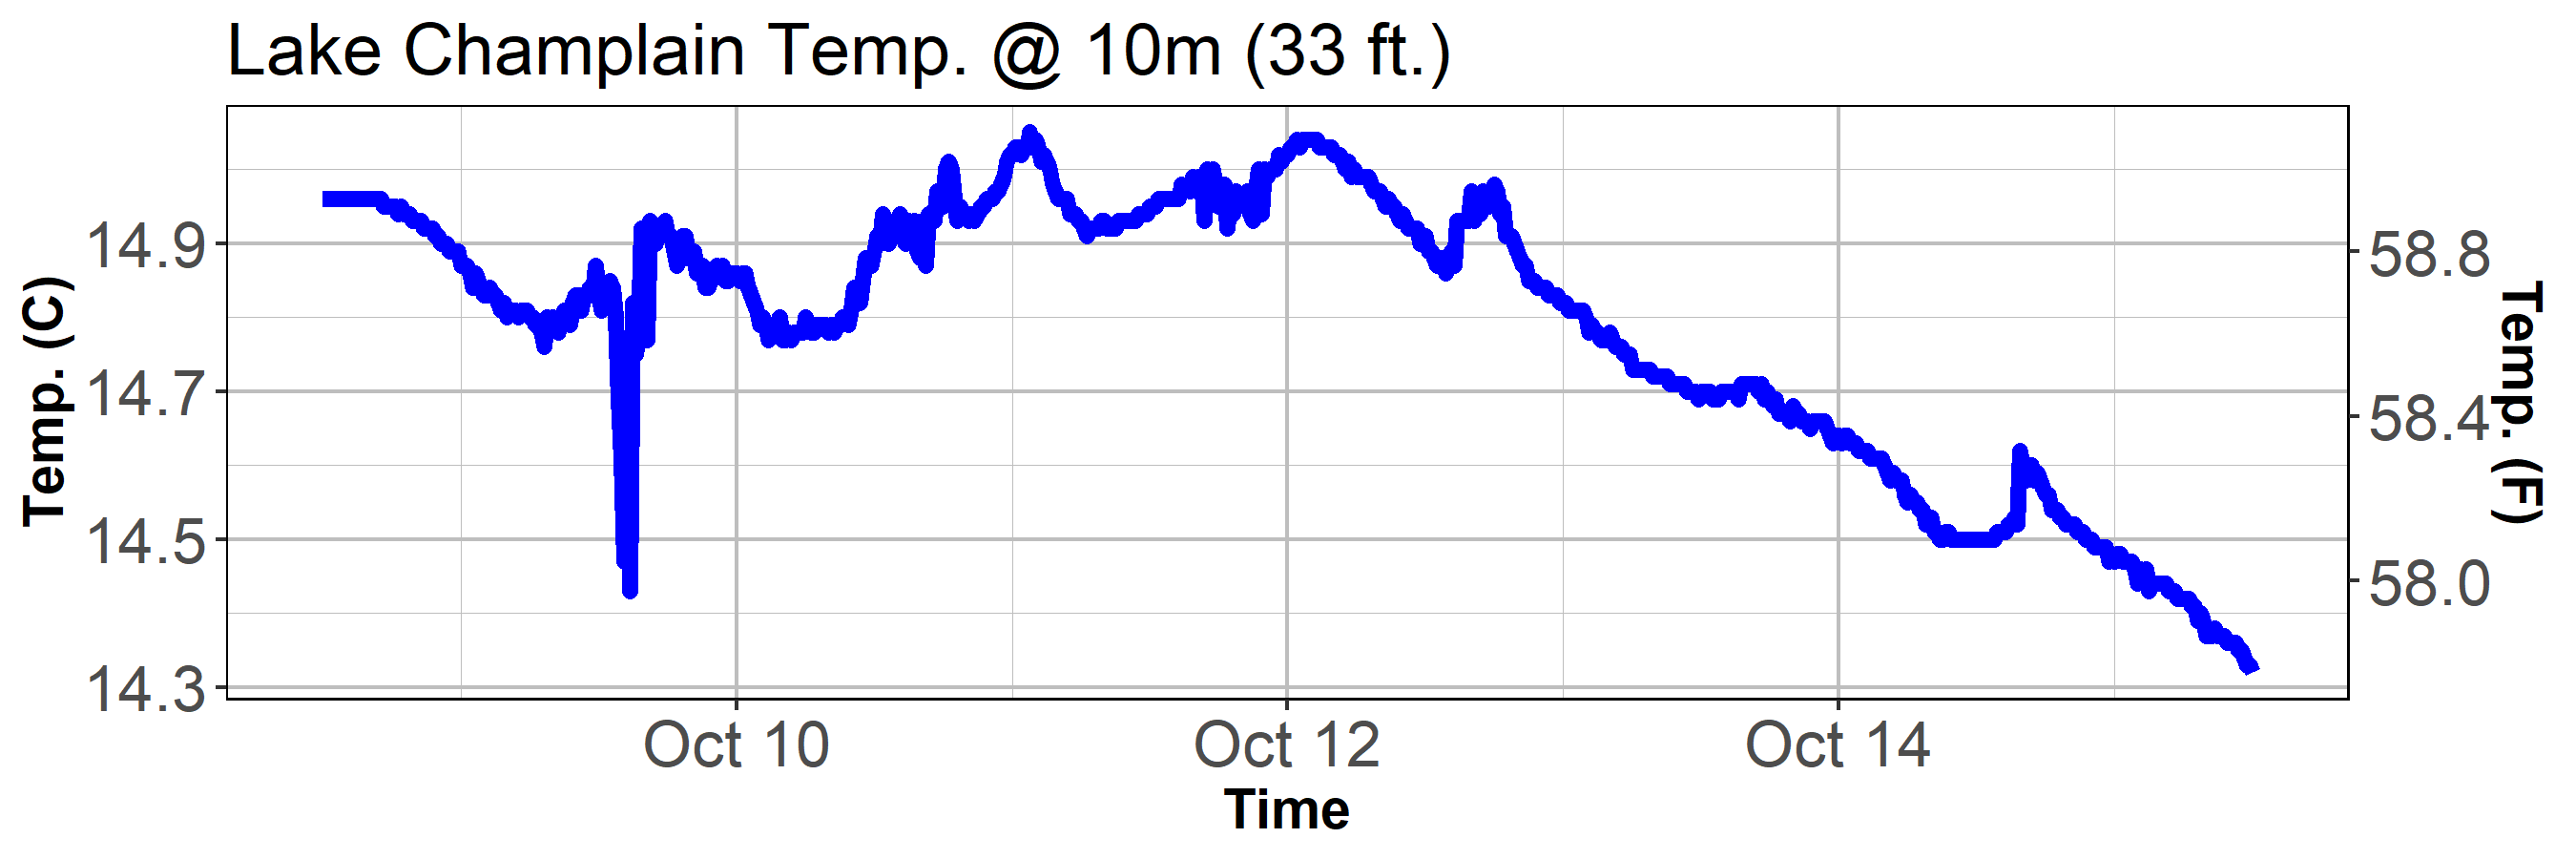 Lake Champlain Temp. @ 10m (33 ft.)
Temp. (C)
14.9
14.7
14.5
14.3
58.8
58.4
58.0
Temp. (F)
Oct 10 Oct 12 Oct 14
Time